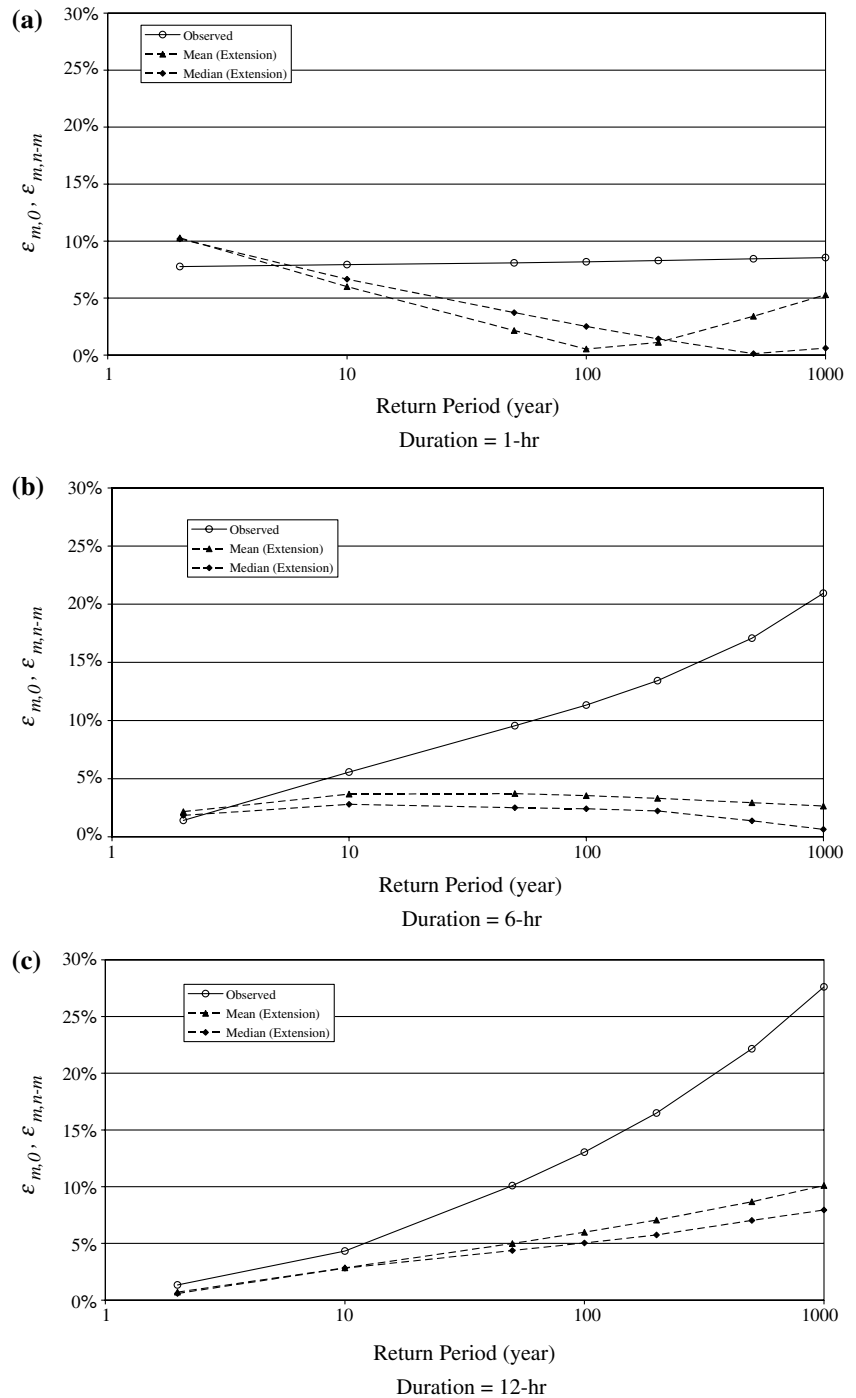 (a)
30%
25%
20%
15%
10%
5%
0%
ε m,0 , ε m,n-m
Observed
Mean (Extension)
Median (Extension)
1 10 100 1000
Return Period (year)
Duration = 1-hr
(b)
30%
25%
20%
15%
10%
5%
0%
ε m,0 , ε m,n-m
Observed
Mean (Extension)
Median (Extension)
1 10 100 1000
Return Period (year)
Duration = 6-hr
(c)
30%
25%
20%
15%
10%
5%
0%
ε m,0 , ε m,n-m
Observed
Mean (Extension)
Median (Extension)
1 10 100 1000
Return Period (year)
Duration = 12-hr